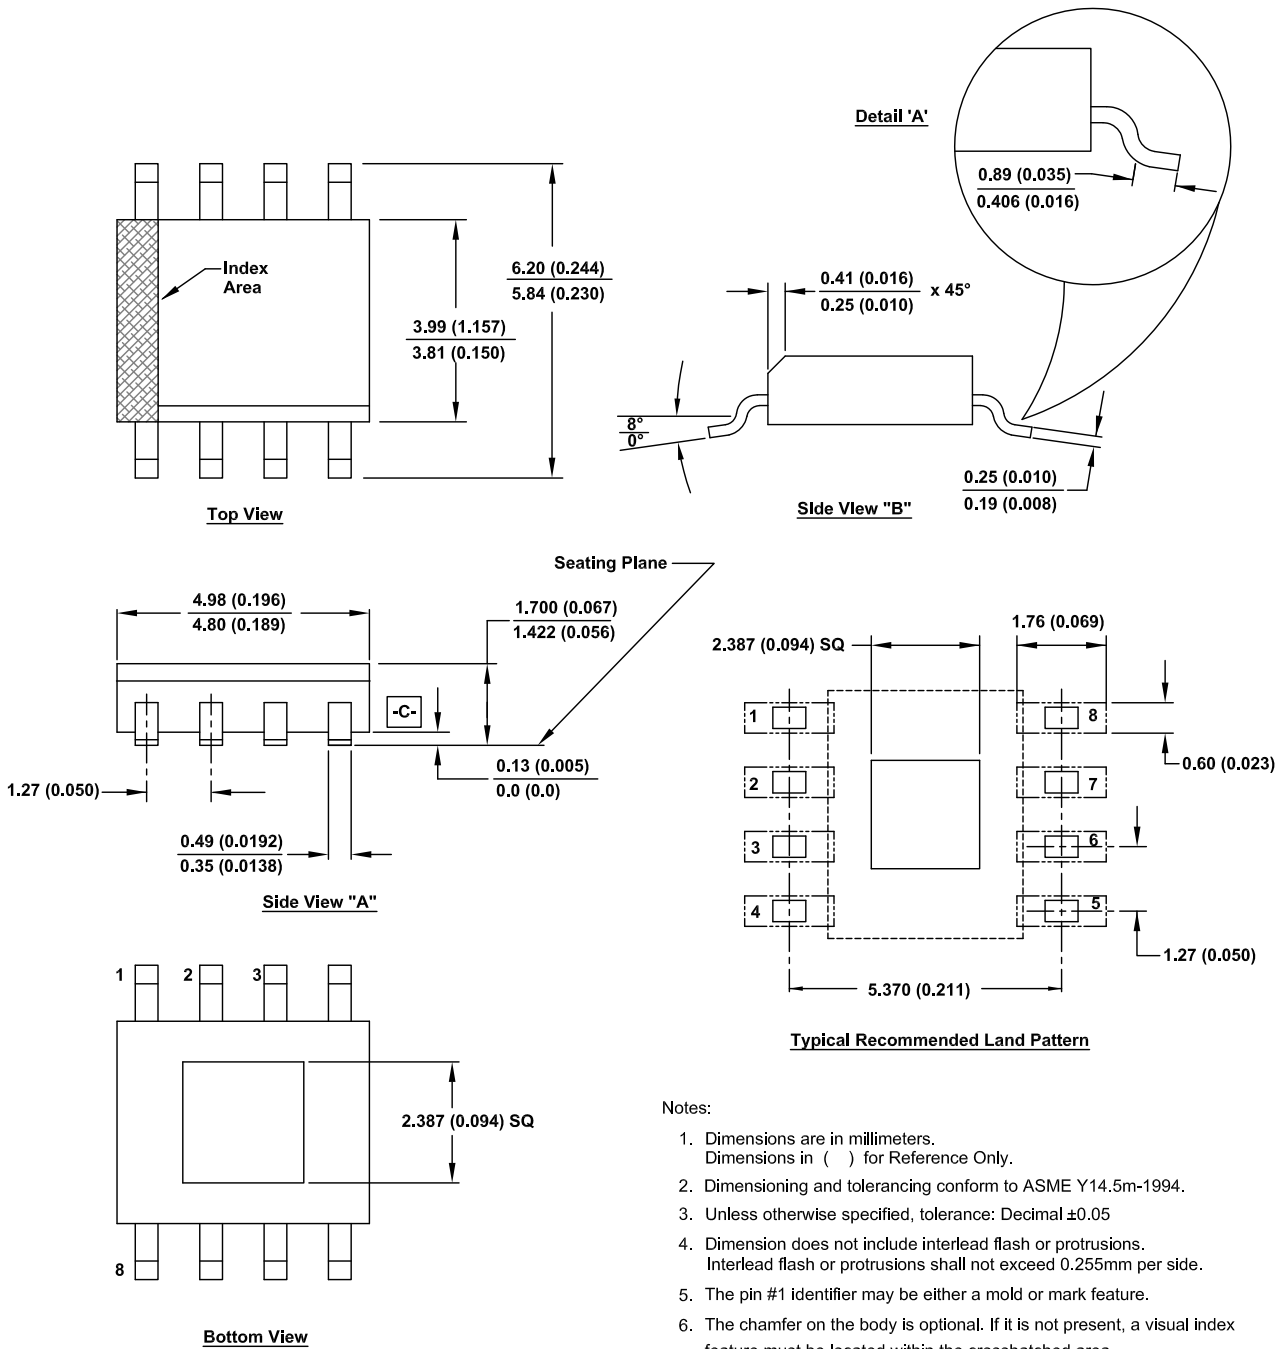 Detail 'A'
0.89 (0.035)
0.406 (0.016)
Index
Area
6.20 (0.244)
5.84 (0.230)
3.99 (1.157)
3.81 (0.150)
0.41 (0.016)
0.25 (0.010)
x 45°
8°
0°
0.25 (0.010)
0.19 (0.008)
Top View
Side View "B"
Seating Plane
4.98 (0.196)
4.80 (0.189)
1.700 (0.067)
1.422 (0.056)
-C-
0.13 (0.005)
0.0 (0.0)
1.27 (0.050)
0.49 (0.0192)
0.35 (0.0138)
Side View "A"
2.387 (0.094) SQ
1.76 (0.069)
1
8
0.60 (0.023)
2
7
3
6
4
5
1.27 (0.050)
5.370 (0.211)
Typical Recommended Land Pattern
1
2
3
2.387 (0.094) SQ
8
Bottom View
Notes:
1. Dimensions are in millimeters.
Dimensions in ( ) for Reference Only.
2. Dimensioning and tolerancing conform to ASME Y14.5m-1994.
3. Unless otherwise specified, tolerance: Decimal ±0.05
4. Dimension does not include interlead flash or protrusions.
Interlead flash or protrusions shall not exceed 0.255mm per side.
5. The pin #1 identifier may be either a mold or mark feature.
6. The chamfer on the body is optional. If it is not present, a visual index
feature must be located within the crosshatched area.